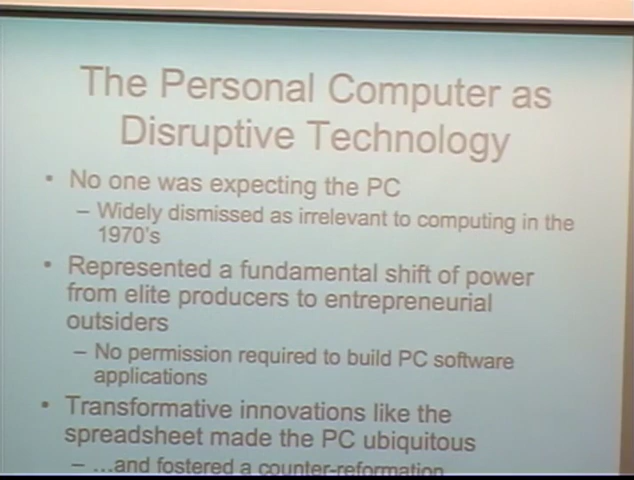 The Personal Computer as
Disruptive Technology
• No one was expecting the PC
– Widely dismissed as irrelevant to computing in the
1970's
• Represented a fundamental shift of power
from elite producers to entrepreneurial
outsiders
– No permission required to build PC software
applications
• Transformative innovations like the
spreadsheet made the PC ubiquitous
– ...and fostered a counter-reformation